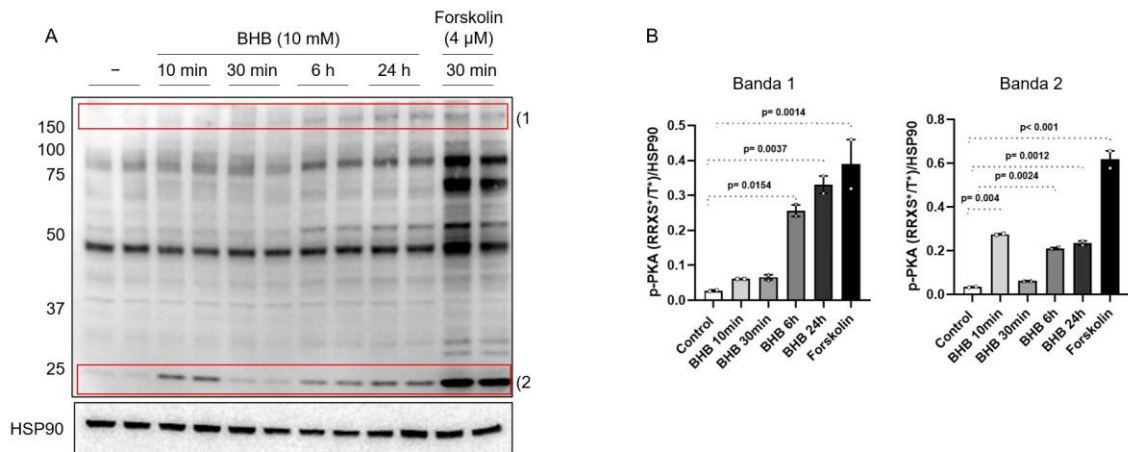 A
BHB (10 mM)
Forskolin
(4 µM)
–
10 min
30 min
6 h
24 h
30 min
150
100
75
50
37
25
(1
(2
HSP90
B
Banda 1
p-PKA (RRXS*/T*)/HSP90
0.5
0.4
0.3
0.2
0.1
0.0
p= 0.0014
p= 0.0037
p= 0.0154
Control
BHB 10min
BHB 30min
BHB 6h
BHB 24h
Forskolin
Banda 2
p-PKA (RRXS*/T*)/HSP90
0.8
0.6
0.4
0.2
0.0
p< 0.001
p= 0.0012
p= 0.0024
p= 0.004
Control
BHB 10min
BHB 30min
BHB 6h
BHB 24h
Forskolin